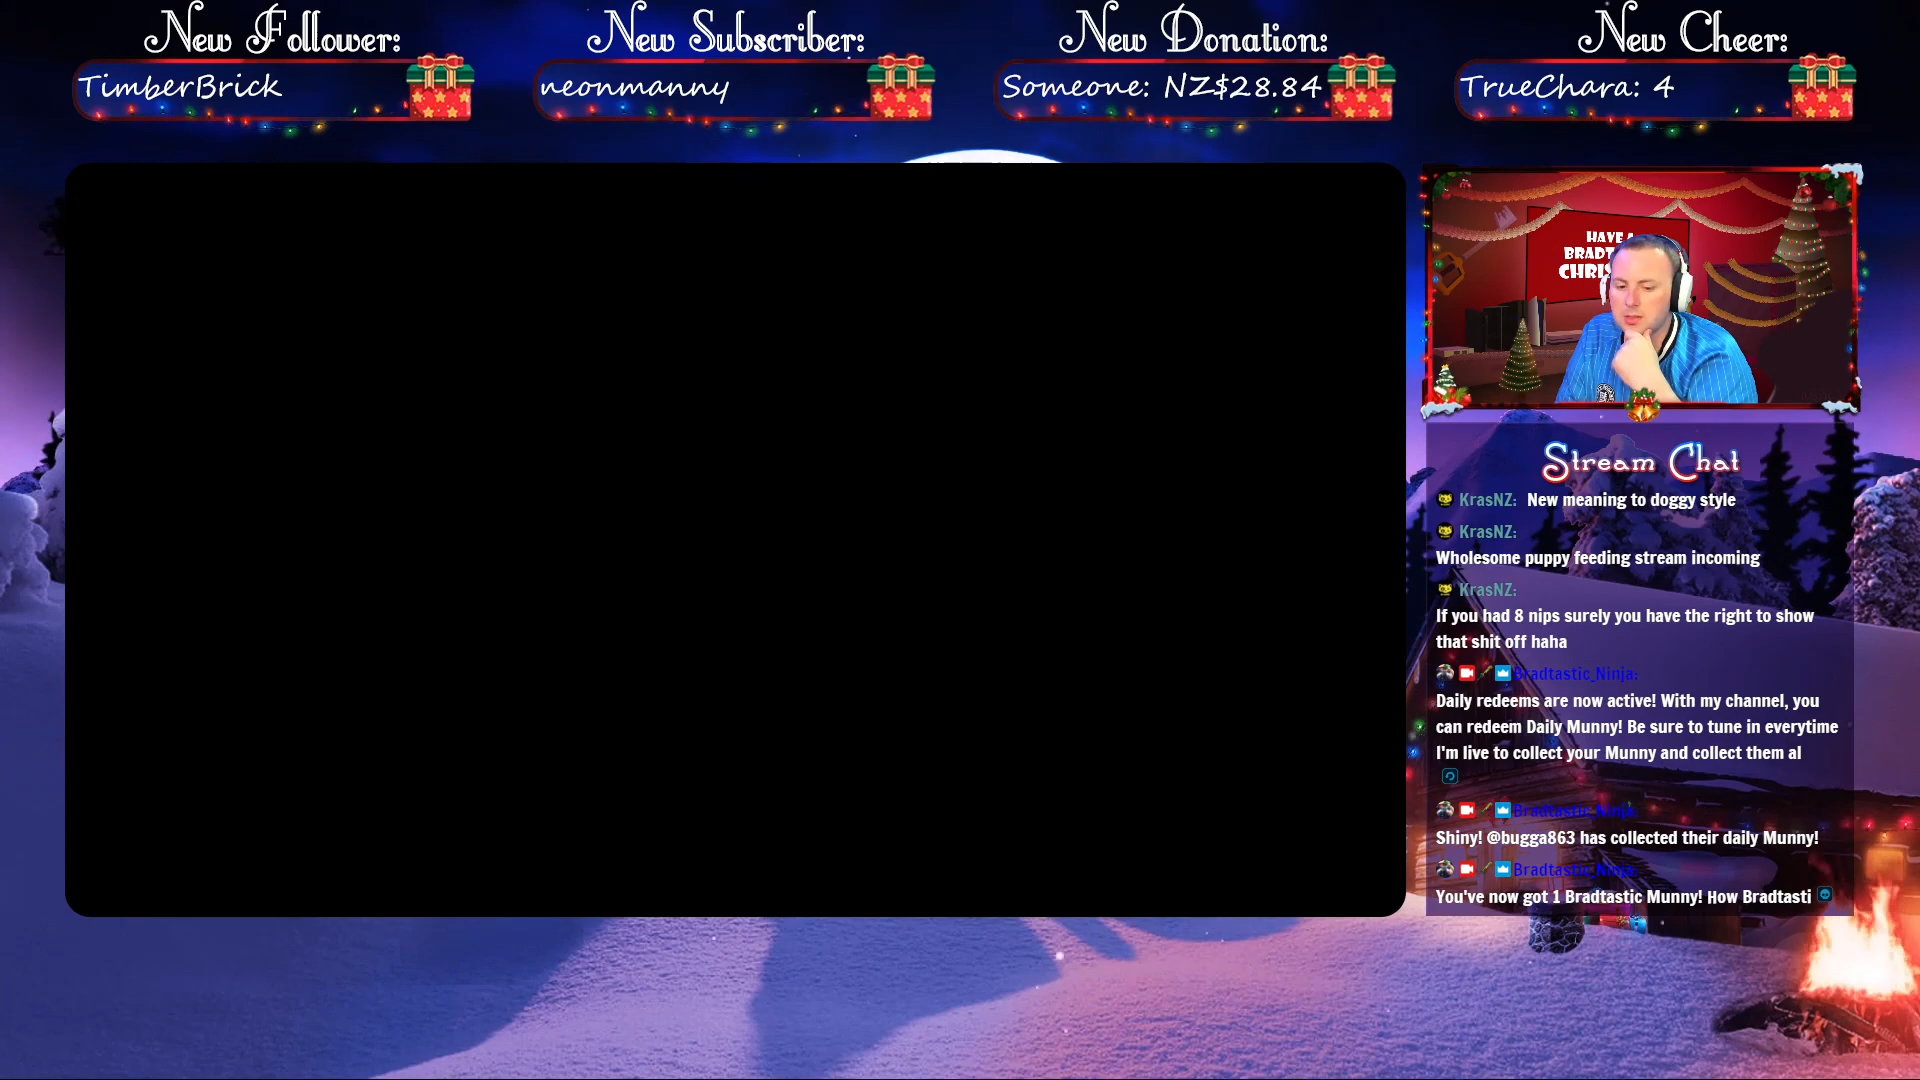 New Follower:
New Subscriber:
New Donation:
New Cheer:
TimberBrick
neonmanny
Someone: NZ$28.84
TrueChara: 4
HAVE A
Stream Chat
KrasNZ: New meaning to doggy style
KrasNZ:
Wholesome puppy feeding stream incoming
KrasNZ:
If you had 8 nips surely you have the right to show
that shit off haha
Bradtastic_Ninja:
Daily redeems are now active! With my channel, you
can redeem Daily Munny! Be sure to tune in everytime
I'm live to collect your Munny and collect them al
Bradtastic_Ninja:
Shiny! @bugga863 has collected their daily Munny!
Bradtastic_Ninja:
You've now got 1 Bradtastic Munny! How Bradtasti